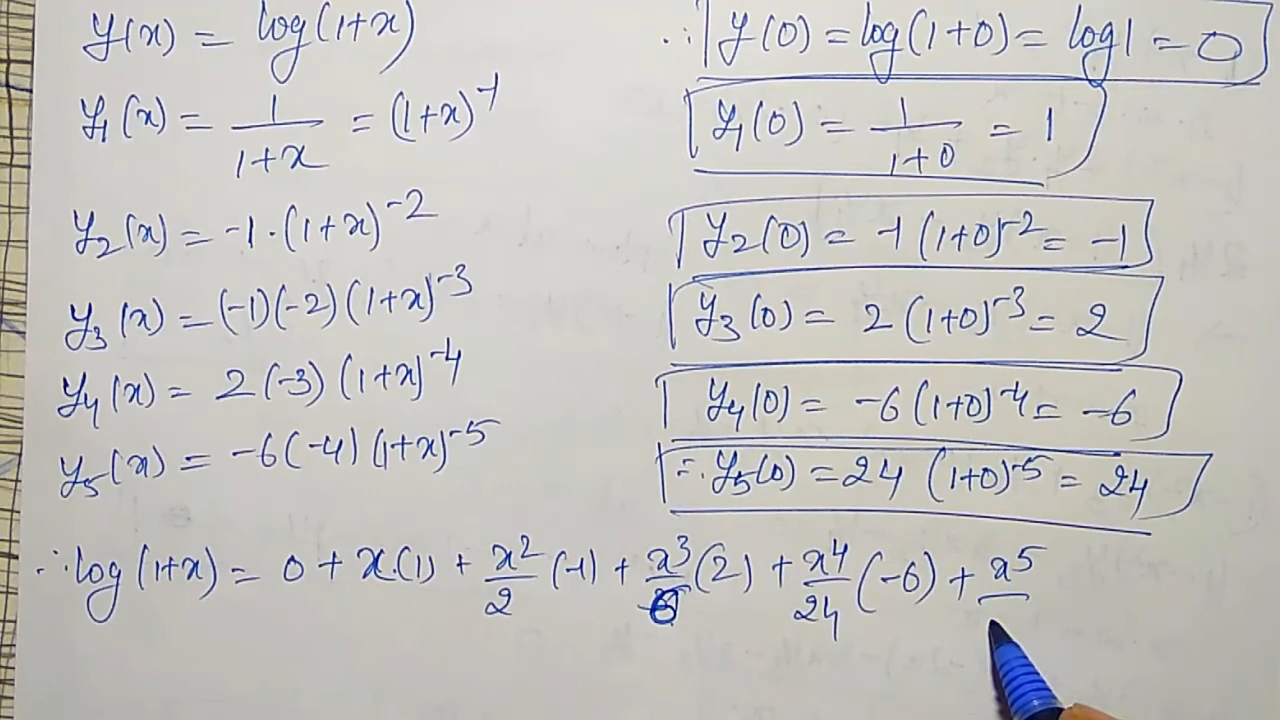 y(x) = log(1+x) ∴ y(0) = log(1+0) = log1 = 0
y₁(x) = 1/(1+x) = (1+x)⁻¹ y₁(0) = 1/(1+0) = 1
y₂(x) = -1·(1+x)⁻² y₂(0) = -1(1+0)⁻² = -1
y₃(x) = (-1)(-2)(1+x)⁻³ y₃(0) = 2(1+0)⁻³ = 2
y₄(x) = 2(-3)(1+x)⁻⁴ y₄(0) = -6(1+0)⁻⁴ = -6
y₅(x) = -6(-4)(1+x)⁻⁵ ∴ y₅(0) = 24(1+0)⁻⁵ = 24
∴ log(1+x) = 0 + x.(1) + x²/2 (-1) + x³/6 (2) + x⁴/24 (-6) + x⁵/